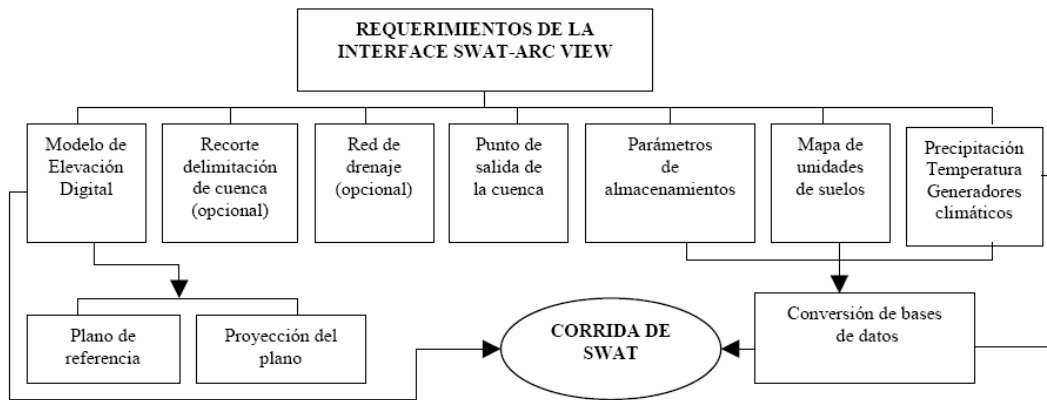 REQUERIMIENTOS DE LA
INTERFACE SWAT-ARC VIEW
Modelo de
Elevación
Digital
Recorte
delimitación
de cuenca
(opcional)
Red de
drenaje
(opcional)
Punto de
salida de
la cuenca
Parámetros
de
almacenamientos
Mapa de
unidades
de suelos
Precipitación
Temperatura
Generadores
climáticos
Plano de
referencia
Proyección del
plano
CORRIDA DE
SWAT
Conversión de bases
de datos